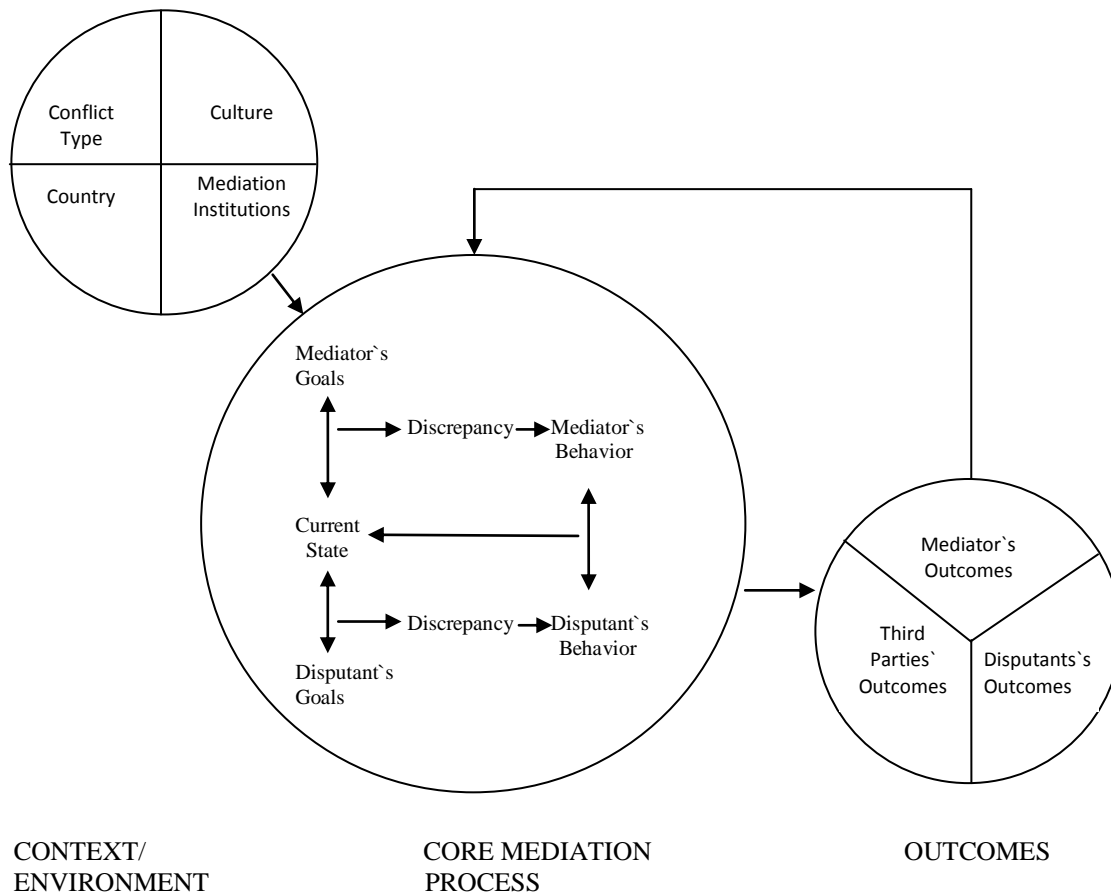 Conflict
Type
Culture
Country
Mediation
Institutions
Mediator`s
Goals
Discrepancy
Mediator`s
Behavior
Current
State
Discrepancy
Disputant`s
Behavior
Disputant`s
Goals
Mediator`s
Outcomes
Third
Parties`
Outcomes
Disputants`s
Outcomes
CONTEXT/
ENVIRONMENT
CORE MEDIATION
PROCESS
OUTCOMES